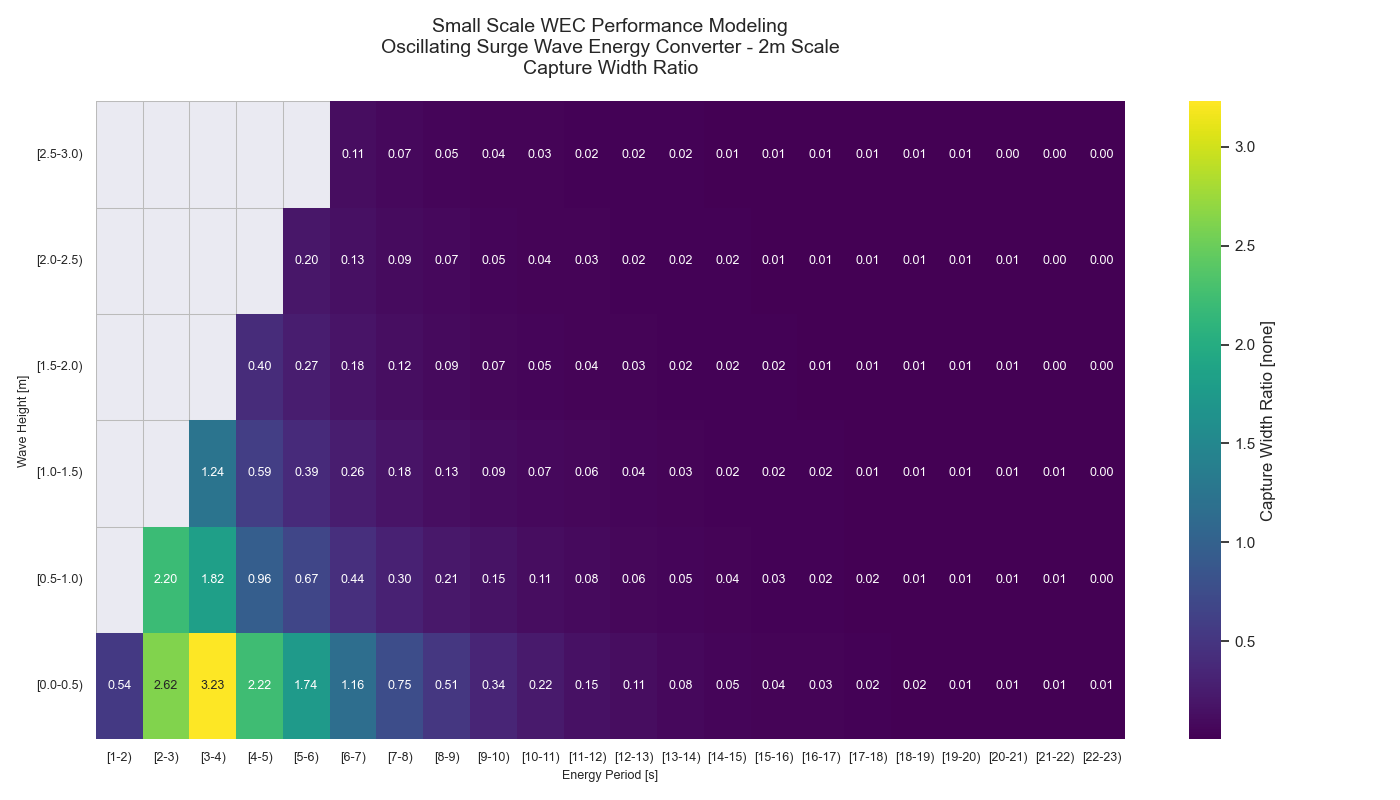 Small Scale WEC Performance Modeling
Oscillating Surge Wave Energy Converter - 2m Scale
Capture Width Ratio
[2.5-3.0) 0.11 0.07 0.05 0.04 0.03 0.02 0.02 0.02 0.01 0.01 0.01 0.01 0.01 0.01 0.00 0.00 0.00
[2.0-2.5) 0.20 0.13 0.09 0.07 0.05 0.04 0.03 0.02 0.02 0.02 0.01 0.01 0.01 0.01 0.01 0.01 0.00 0.00
[1.5-2.0) 0.40 0.27 0.18 0.12 0.09 0.07 0.05 0.04 0.03 0.02 0.02 0.02 0.01 0.01 0.01 0.01 0.01 0.00 0.00
[1.0-1.5) 1.24 0.59 0.39 0.26 0.18 0.13 0.09 0.07 0.06 0.04 0.03 0.02 0.02 0.02 0.01 0.01 0.01 0.01 0.01 0.00
[0.5-1.0) 2.20 1.82 0.96 0.67 0.44 0.30 0.21 0.15 0.11 0.08 0.06 0.05 0.04 0.03 0.02 0.02 0.01 0.01 0.01 0.01 0.00
[0.0-0.5) 0.54 2.62 3.23 2.22 1.74 1.16 0.75 0.51 0.34 0.22 0.15 0.11 0.08 0.05 0.04 0.03 0.02 0.02 0.01 0.01 0.01 0.01
[1-2) [2-3) [3-4) [4-5) [5-6) [6-7) [7-8) [8-9) [9-10) [10-11) [11-12) [12-13) [13-14) [14-15) [15-16) [16-17) [17-18) [18-19) [19-20) [20-21) [21-22) [22-23)
Energy Period [s]
Wave Height [m]
3.0
2.5
2.0
1.5
1.0
0.5
Capture Width Ratio [none]